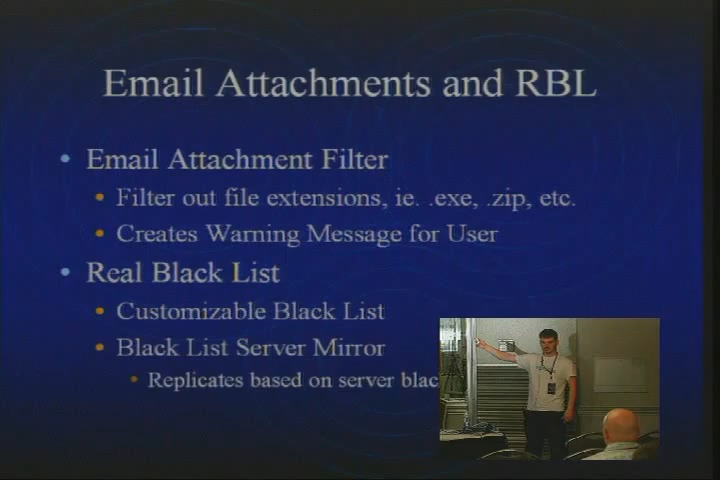 Email Attachments and RBL
Email Attachment Filter
Filter out file extensions, ie. .exe, .zip, etc.
Creates Warning Message for User
Real Black List
Customizable Black List
Black List Server Mirror
Replicates based on server blac